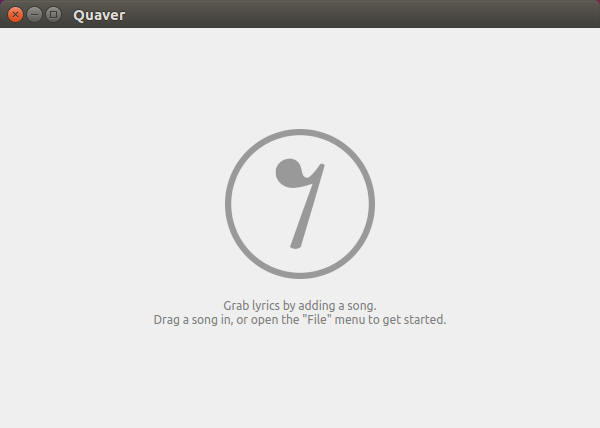 Quaver
Grab lyrics by adding a song.
Drag a song in, or open the "File" menu to get started.